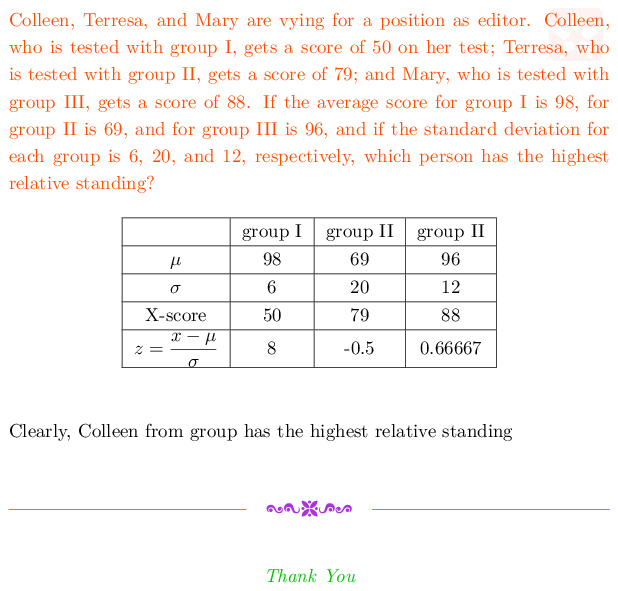 Colleen, Terresa, and Mary are vying for a position as editor. Colleen,
who is tested with group I, gets a score of 50 on her test; Terresa, who
is tested with group II, gets a score of 79; and Mary, who is tested with
group III, gets a score of 88. If the average score for group I is 98, for
group II is 69, and for group III is 96, and if the standard deviation for
each group is 6, 20, and 12, respectively, which person has the highest
relative standing?
group I group II group II
μ 98 69 96
σ 6 20 12
X-score 50 79 88
z = \frac{x − μ}{σ} 8 -0.5 0.66667
Clearly, Colleen from group has the highest relative standing
Thank You